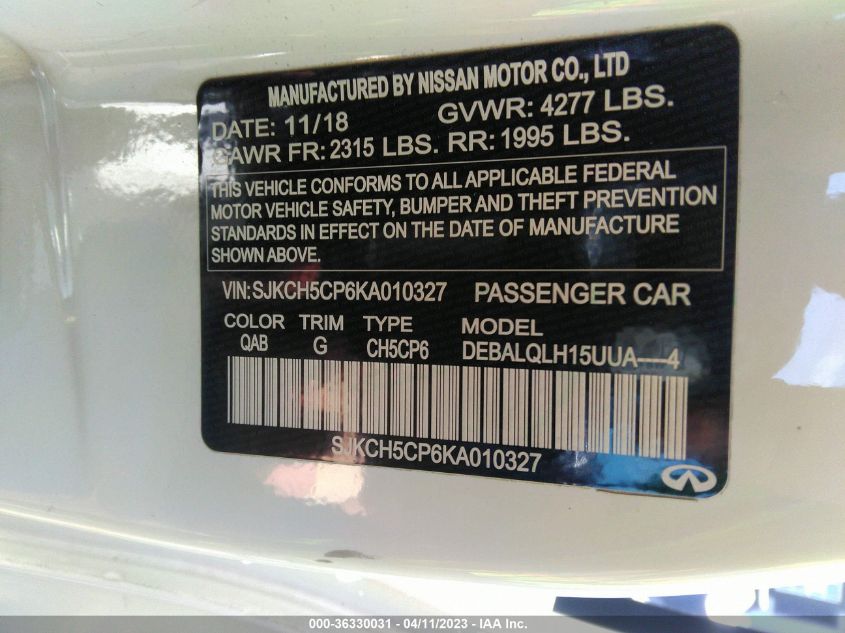 MANUFACTURED BY NISSAN MOTOR CO., LTD
DATE: 11/18 GVWR: 4277 LBS.
GAWR FR: 2315 LBS. RR: 1995 LBS.
THIS VEHICLE CONFORMS TO ALL APPLICABLE FEDERAL
MOTOR VEHICLE SAFETY, BUMPER AND THEFT PREVENTION
STANDARDS IN EFFECT ON THE DATE OF MANUFACTURE
SHOWN ABOVE.
VIN: SJKCH5CP6KA010327 PASSENGER CAR
COLOR TRIM TYPE MODEL
QAB G CH5CP6 DEBALQLH15UUA----4
SJKCH5CP6KA010327
000-36330031 - 04/11/2023 - IAA Inc.